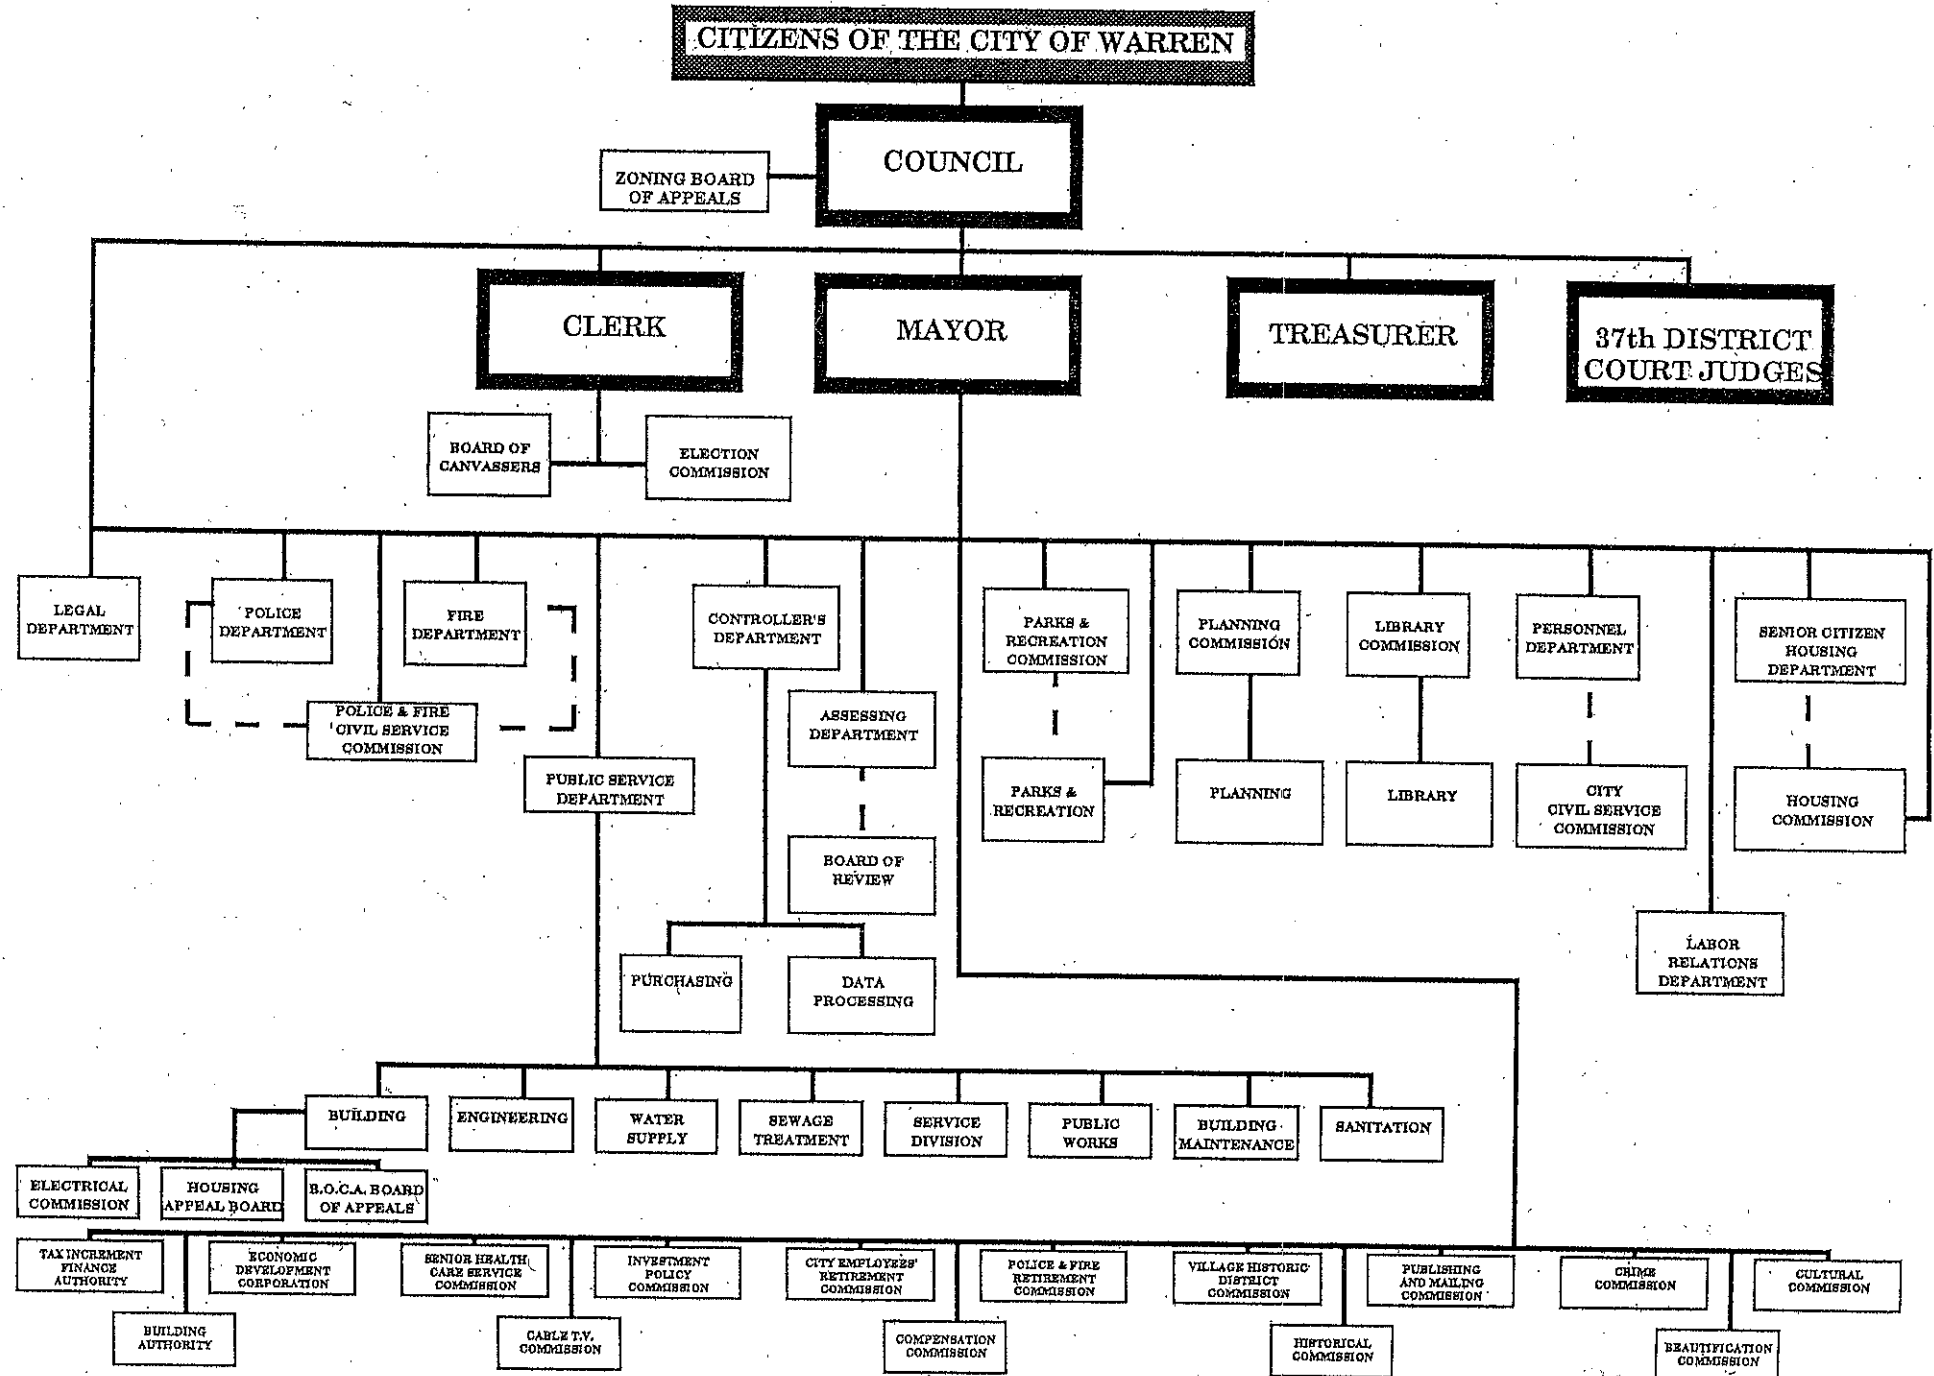 CITIZENS OF THE CITY OF WARREN
COUNCIL
ZONING BOARD
OF APPEALS
CLERK
MAYOR
TREASURER
37th DISTRICT
COURT JUDGES
BOARD OF
CANVASSERS
ELECTION
COMMISSION
LEGAL
DEPARTMENT
POLICE
DEPARTMENT
FIRE
DEPARTMENT
POLICE & FIRE
CIVIL SERVICE
COMMISSION
PUBLIC SERVICE
DEPARTMENT
CONTROLLER'S
DEPARTMENT
ASSESSING
DEPARTMENT
BOARD OF
REVIEW
PURCHASING
DATA
PROCESSING
PARKS &
RECREATION
COMMISSION
PARKS &
RECREATION
PLANNING
COMMISSION
PLANNING
LIBRARY
COMMISSION
LIBRARY
PERSONNEL
DEPARTMENT
CITY
CIVIL SERVICE
COMMISSION
SENIOR CITIZEN
HOUSING
DEPARTMENT
HOUSING
COMMISSION
LABOR
RELATIONS
DEPARTMENT
BUILDING
ENGINEERING
WATER
SUPPLY
SEWAGE
TREATMENT
SERVICE
DIVISION
PUBLIC
WORKS
BUILDING
MAINTENANCE
SANITATION
ELECTRICAL
COMMISSION
HOUSING
APPEAL BOARD
B.O.C.A. BOARD
OF APPEALS
TAX INCREMENT
FINANCE
AUTHORITY
BUILDING
AUTHORITY
ECONOMIC
DEVELOPMENT
CORPORATION
SENIOR HEALTH
CARE SERVICE
COMMISSION
CABLE T.V.
COMMISSION
INVESTMENT
POLICY
COMMISSION
CITY EMPLOYEES'
RETIREMENT
COMMISSION
COMPENSATION
COMMISSION
POLICE & FIRE
RETIREMENT
COMMISSION
VILLAGE HISTORIC
DISTRICT
COMMISSION
HISTORICAL
COMMISSION
PUBLISHING
AND MAILING
COMMISSION
CRIME
COMMISSION
BEAUTIFICATION
COMMISSION
CULTURAL
COMMISSION